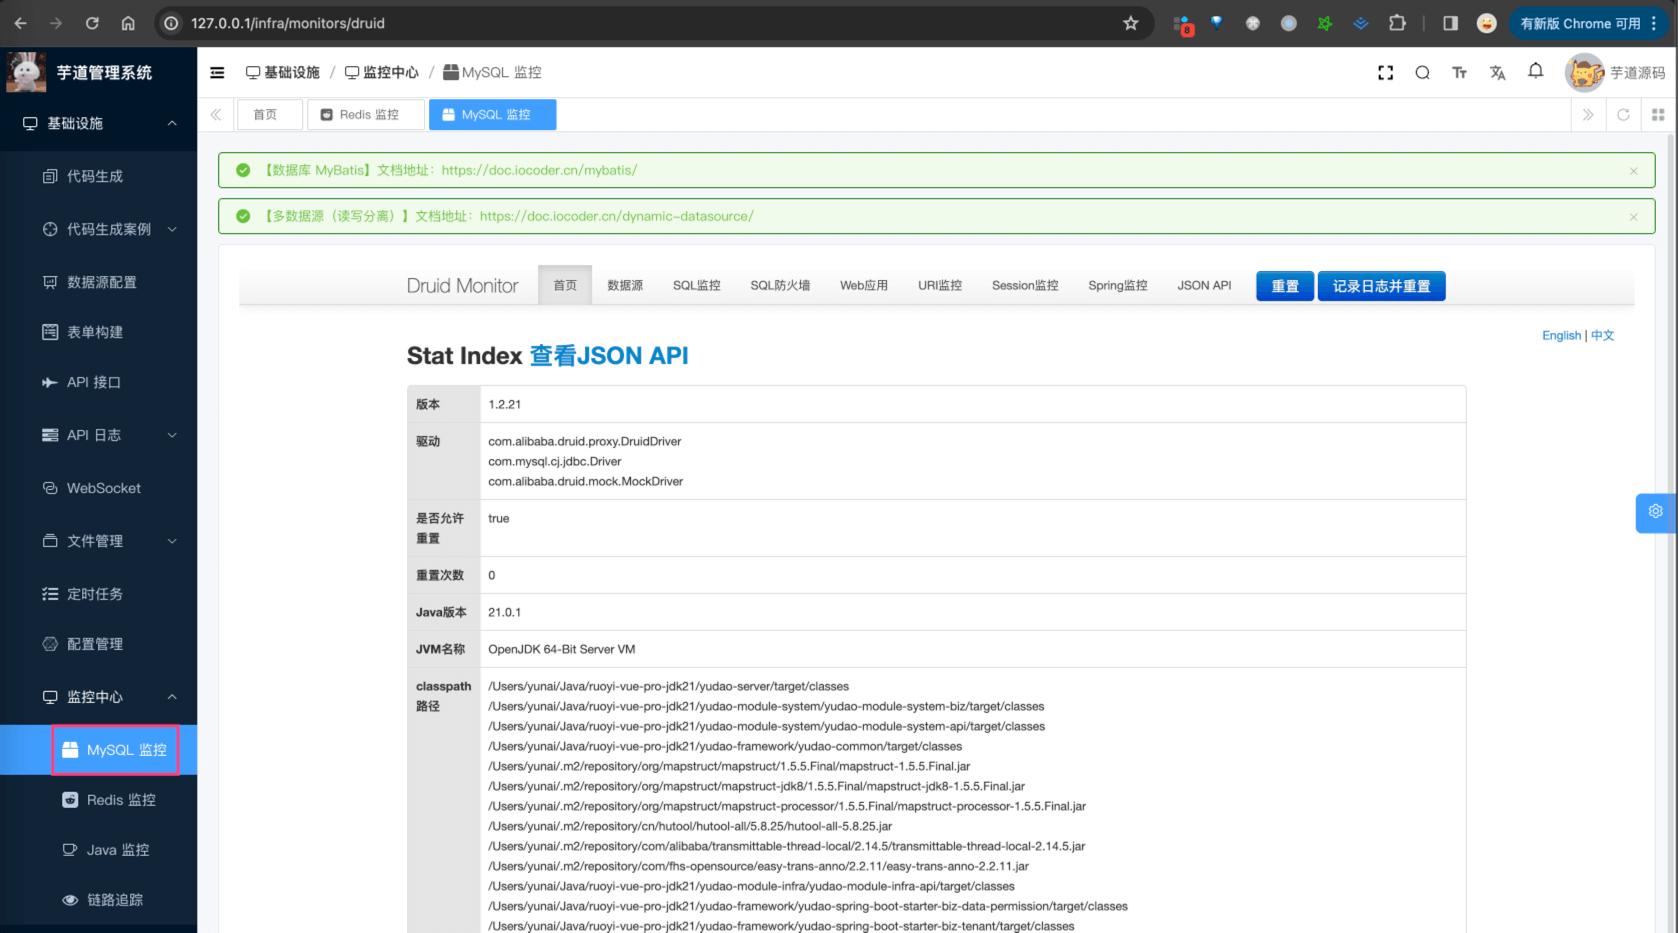 127.0.0.1/infra/monitors/druid
8
有新版 Chrome 可用
芋道管理系统
基础设施 / 监控中心 / MySQL 监控
芋道源码
基础设施
首页
Redis 监控
MySQL 监控
代码生成
代码生成案例
数据源配置
表单构建
API 接口
API 日志
WebSocket
文件管理
定时任务
配置管理
监控中心
MySQL 监控
Redis 监控
Java 监控
链路追踪
【数据库 MyBatis】文档地址：https://doc.iocoder.cn/mybatis/
【多数据源（读写分离）】文档地址：https://doc.iocoder.cn/dynamic-datasource/
Druid Monitor 首页 数据源 SQL监控 SQL防火墙 Web应用 URI监控 Session监控 Spring监控 JSON API 重置 记录日志并重置
English | 中文
Stat Index 查看JSON API
版本 1.2.21
驱动 com.alibaba.druid.proxy.DruidDriver
com.mysql.cj.jdbc.Driver
com.alibaba.druid.mock.MockDriver
是否允许重置 true
重置次数 0
Java版本 21.0.1
JVM名称 OpenJDK 64-Bit Server VM
classpath路径 /Users/yunai/Java/ruoyi-vue-pro-jdk21/yudao-server/target/classes
/Users/yunai/Java/ruoyi-vue-pro-jdk21/yudao-module-system/yudao-module-system-biz/target/classes
/Users/yunai/Java/ruoyi-vue-pro-jdk21/yudao-module-system/yudao-module-system-api/target/classes
/Users/yunai/Java/ruoyi-vue-pro-jdk21/yudao-framework/yudao-common/target/classes
/Users/yunai/.m2/repository/org/mapstruct/mapstruct/1.5.5.Final/mapstruct-1.5.5.Final.jar
/Users/yunai/.m2/repository/org/mapstruct/mapstruct-jdk8/1.5.5.Final/mapstruct-jdk8-1.5.5.Final.jar
/Users/yunai/.m2/repository/org/mapstruct/mapstruct-processor/1.5.5.Final/mapstruct-processor-1.5.5.Final.jar
/Users/yunai/.m2/repository/cn/hutool/hutool-all/5.8.25/hutool-all-5.8.25.jar
/Users/yunai/.m2/repository/com/alibaba/transmittable-thread-local/2.14.5/transmittable-thread-local-2.14.5.jar
/Users/yunai/.m2/repository/com/fhs-opensource/easy-trans-anno/2.2.11/easy-trans-anno-2.2.11.jar
/Users/yunai/Java/ruoyi-vue-pro-jdk21/yudao-module-infra/yudao-module-infra-api/target/classes
/Users/yunai/Java/ruoyi-vue-pro-jdk21/yudao-framework/yudao-spring-boot-starter-biz-data-permission/target/classes
/Users/yunai/Java/ruoyi-vue-pro-jdk21/yudao-framework/yudao-spring-boot-starter-biz-tenant/target/classes